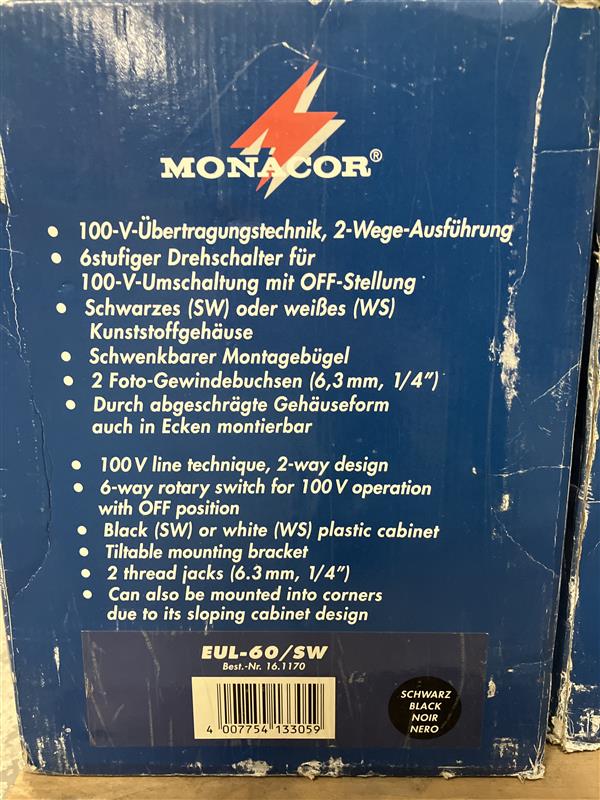 MONACOR®
• 100-V-Übertragungstechnik, 2-Wege-Ausführung
• 6stufiger Drehschalter für
100-V-Umschaltung mit OFF-Stellung
• Schwarzes (SW) oder weißes (WS)
Kunststoffgehäuse
• Schwenkbarer Montagebügel
• 2 Foto-Gewindebuchsen (6,3 mm, 1/4”)
• Durch abgeschrägte Gehäuseform
auch in Ecken montierbar
• 100 V line technique, 2-way design
• 6-way rotary switch for 100 V operation
with OFF position
• Black (SW) or white (WS) plastic cabinet
• Tiltable mounting bracket
• 2 thread jacks (6.3 mm, 1/4”)
• Can also be mounted into corners
due to its sloping cabinet design
EUL-60/SW
Best.-Nr. 16.1170
4 007754 133059
SCHWARZ
BLACK
NOIR
NERO